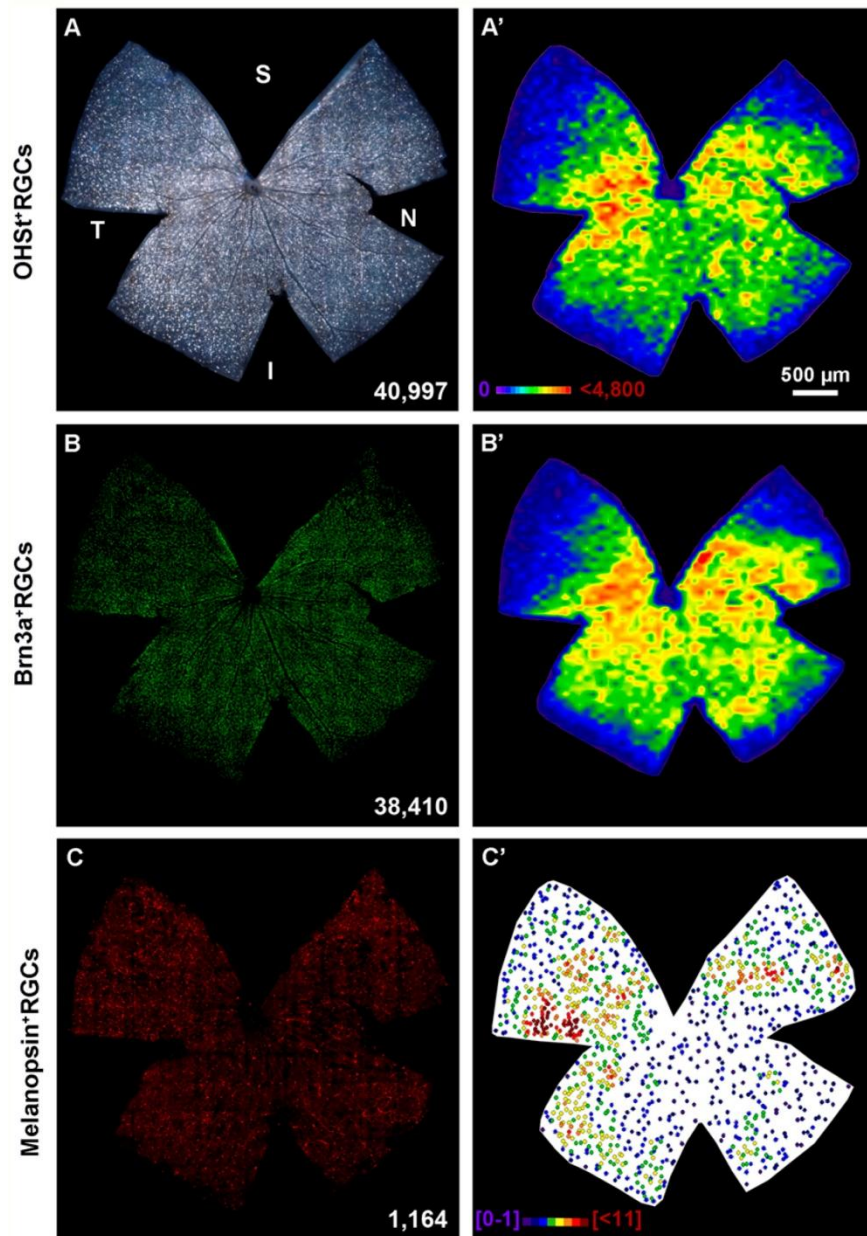 OHSt⁺RGCs
A
S
T
N
I
40,997
A’
0
<4,800
500 µm
Brn3a⁺RGCs
B
38,410
B’
Melanopsin⁺RGCs
C
1,164
C’
[0-1]
[<11]